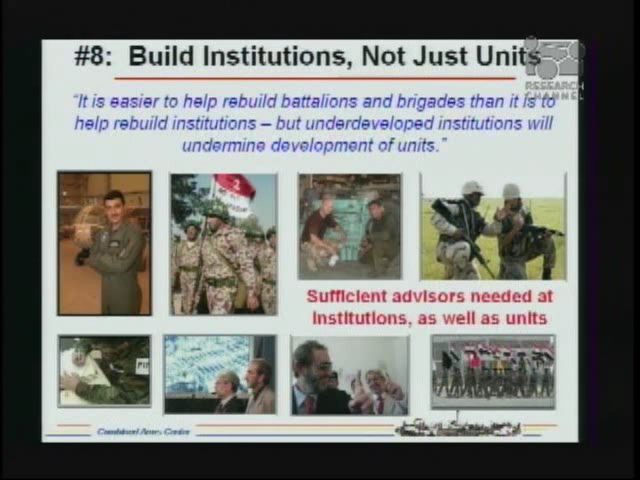 #8: Build Institutions, Not Just Units
RESEARCH
CHANNEL
"It is easier to help rebuild battalions and brigades than it is to
help rebuild institutions – but underdeveloped institutions will
undermine development of units."
Sufficient advisors needed at
institutions, as well as units
Combined Arms Center